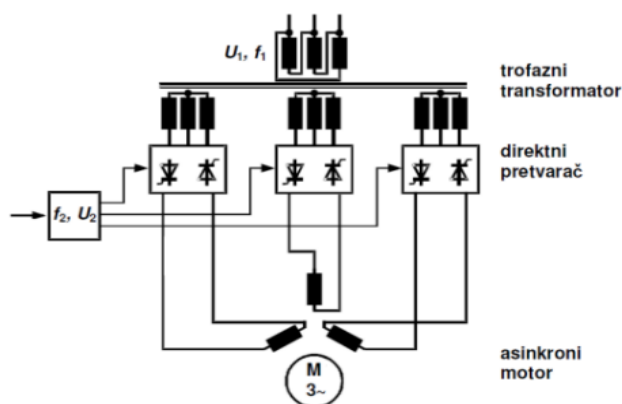 U₁, f₁
trofazni
transformator
direktni
pretvarač
f₂, U₂
asinkroni
motor
M
3~